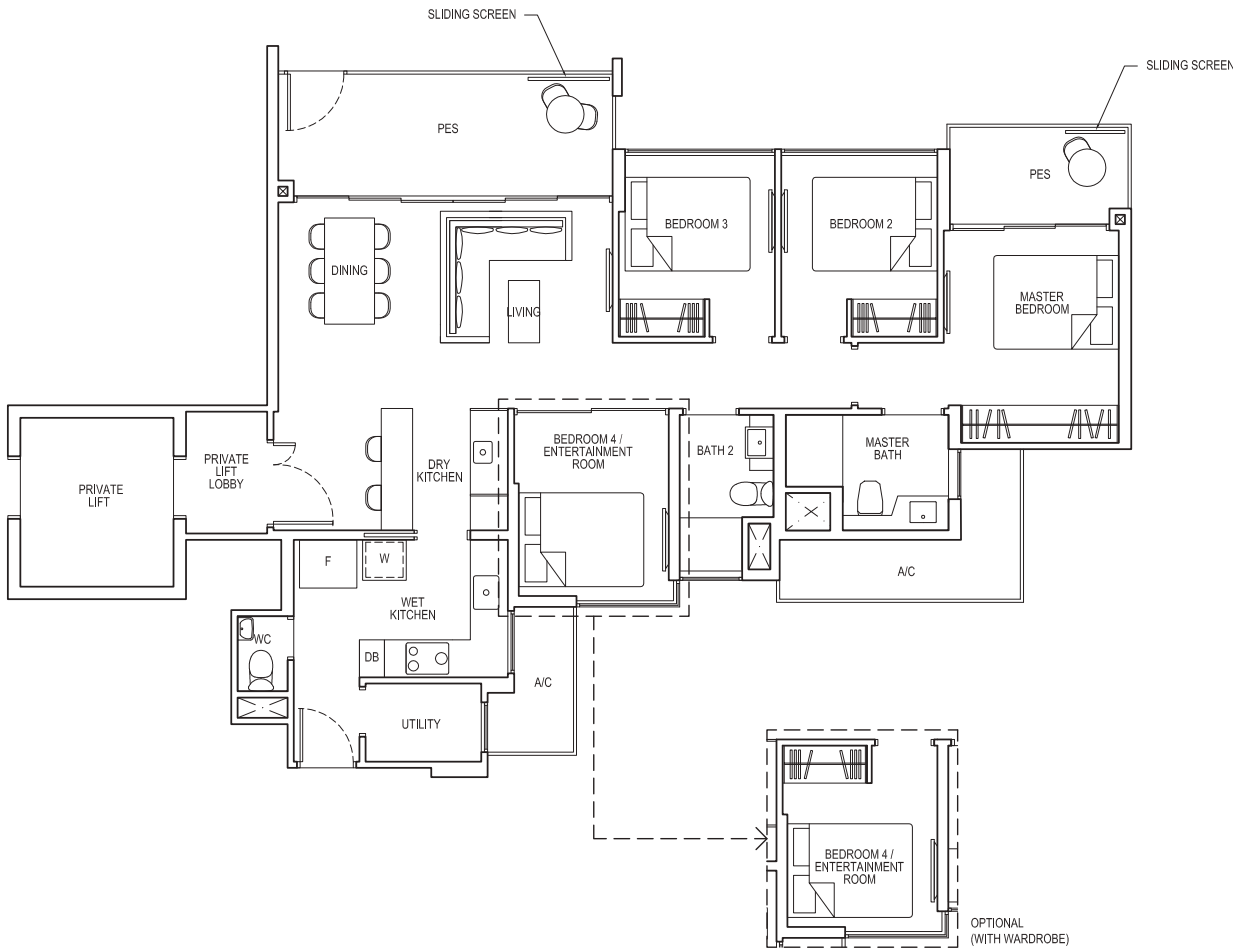 SLIDING SCREEN
SLIDING SCREEN
PES
PES
BEDROOM 3
BEDROOM 2
DINING
LIVING
MASTER
BEDROOM
PRIVATE
LIFT
PRIVATE
LIFT
LOBBY
DRY
KITCHEN
BEDROOM 4 /
ENTERTAINMENT
ROOM
BATH 2
MASTER
BATH
F
W
WET
KITCHEN
A/C
WC
DB
A/C
UTILITY
BEDROOM 4 /
ENTERTAINMENT
ROOM
OPTIONAL
(WITH WARDROBE)